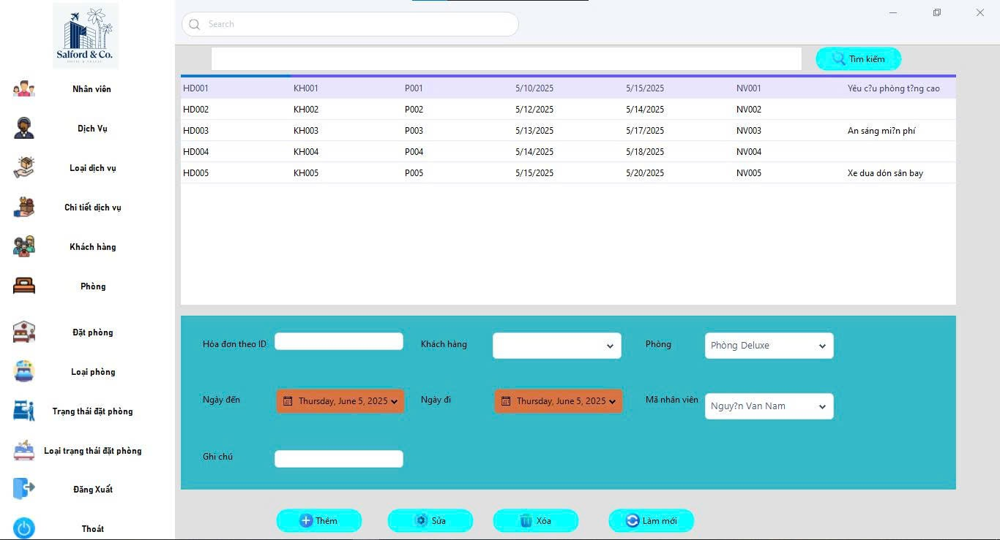 Salford & Co.
Search
Tìm kiếm
Nhân viên
Dịch Vụ
Loại dịch vụ
Chi tiết dịch vụ
Khách hàng
Phòng
Đặt phòng
Loại phòng
Trạng thái đặt phòng
Loại trạng thái đặt phòng
Đăng Xuất
Thoát
HD001 KH001 P001 5/10/2025 5/15/2025 NV001 Yêu c?u phòng t?ng cao
HD002 KH002 P002 5/12/2025 5/14/2025 NV002
HD003 KH003 P003 5/13/2025 5/17/2025 NV003 An sáng mi?n phí
HD004 KH004 P004 5/14/2025 5/18/2025 NV004
HD005 KH005 P005 5/15/2025 5/20/2025 NV005 Xe dua dón sân bay
Hóa đơn theo ID Khách hàng Phòng Phòng Deluxe
Ngày đến Thursday, June 5, 2025 Ngày đi Thursday, June 5, 2025 Mã nhân viên Nguy?n Van Nam
Ghi chú
Thêm Sửa Xóa Làm mới